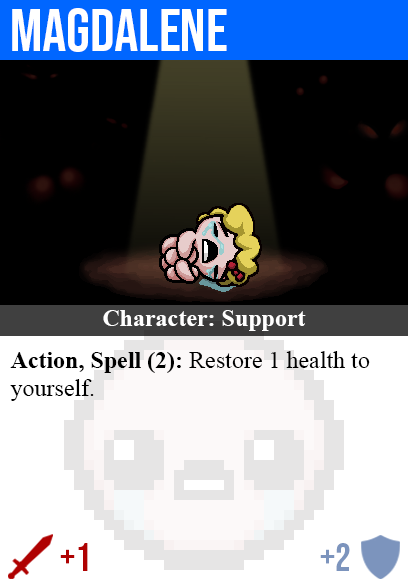 MAGDALENE
Character: Support
Action, Spell (2): Restore 1 health to
yourself.
+1
+2